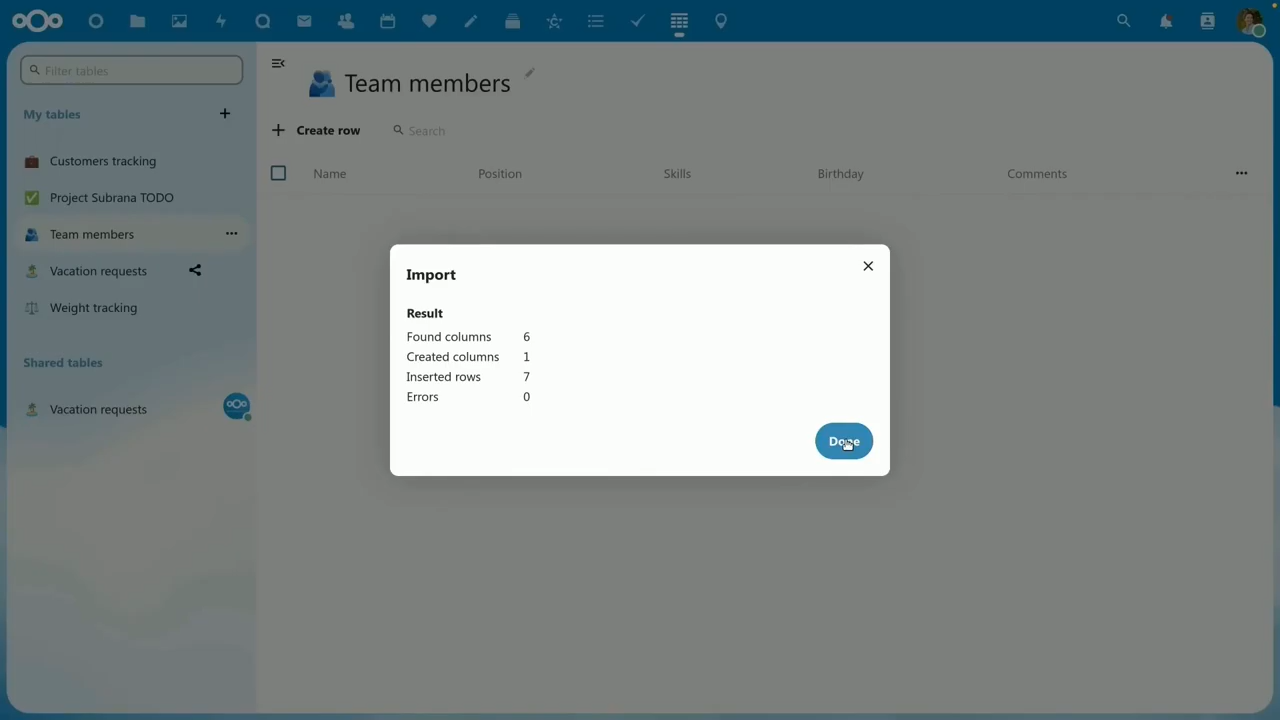 Filter tables
My tables
Customers tracking
Project Subrana TODO
Team members
Vacation requests
Weight tracking
Shared tables
Vacation requests
Team members
Create row
Search
Name Position Skills Birthday Comments
Import
Result
Found columns 6
Created columns 1
Inserted rows 7
Errors 0
Done